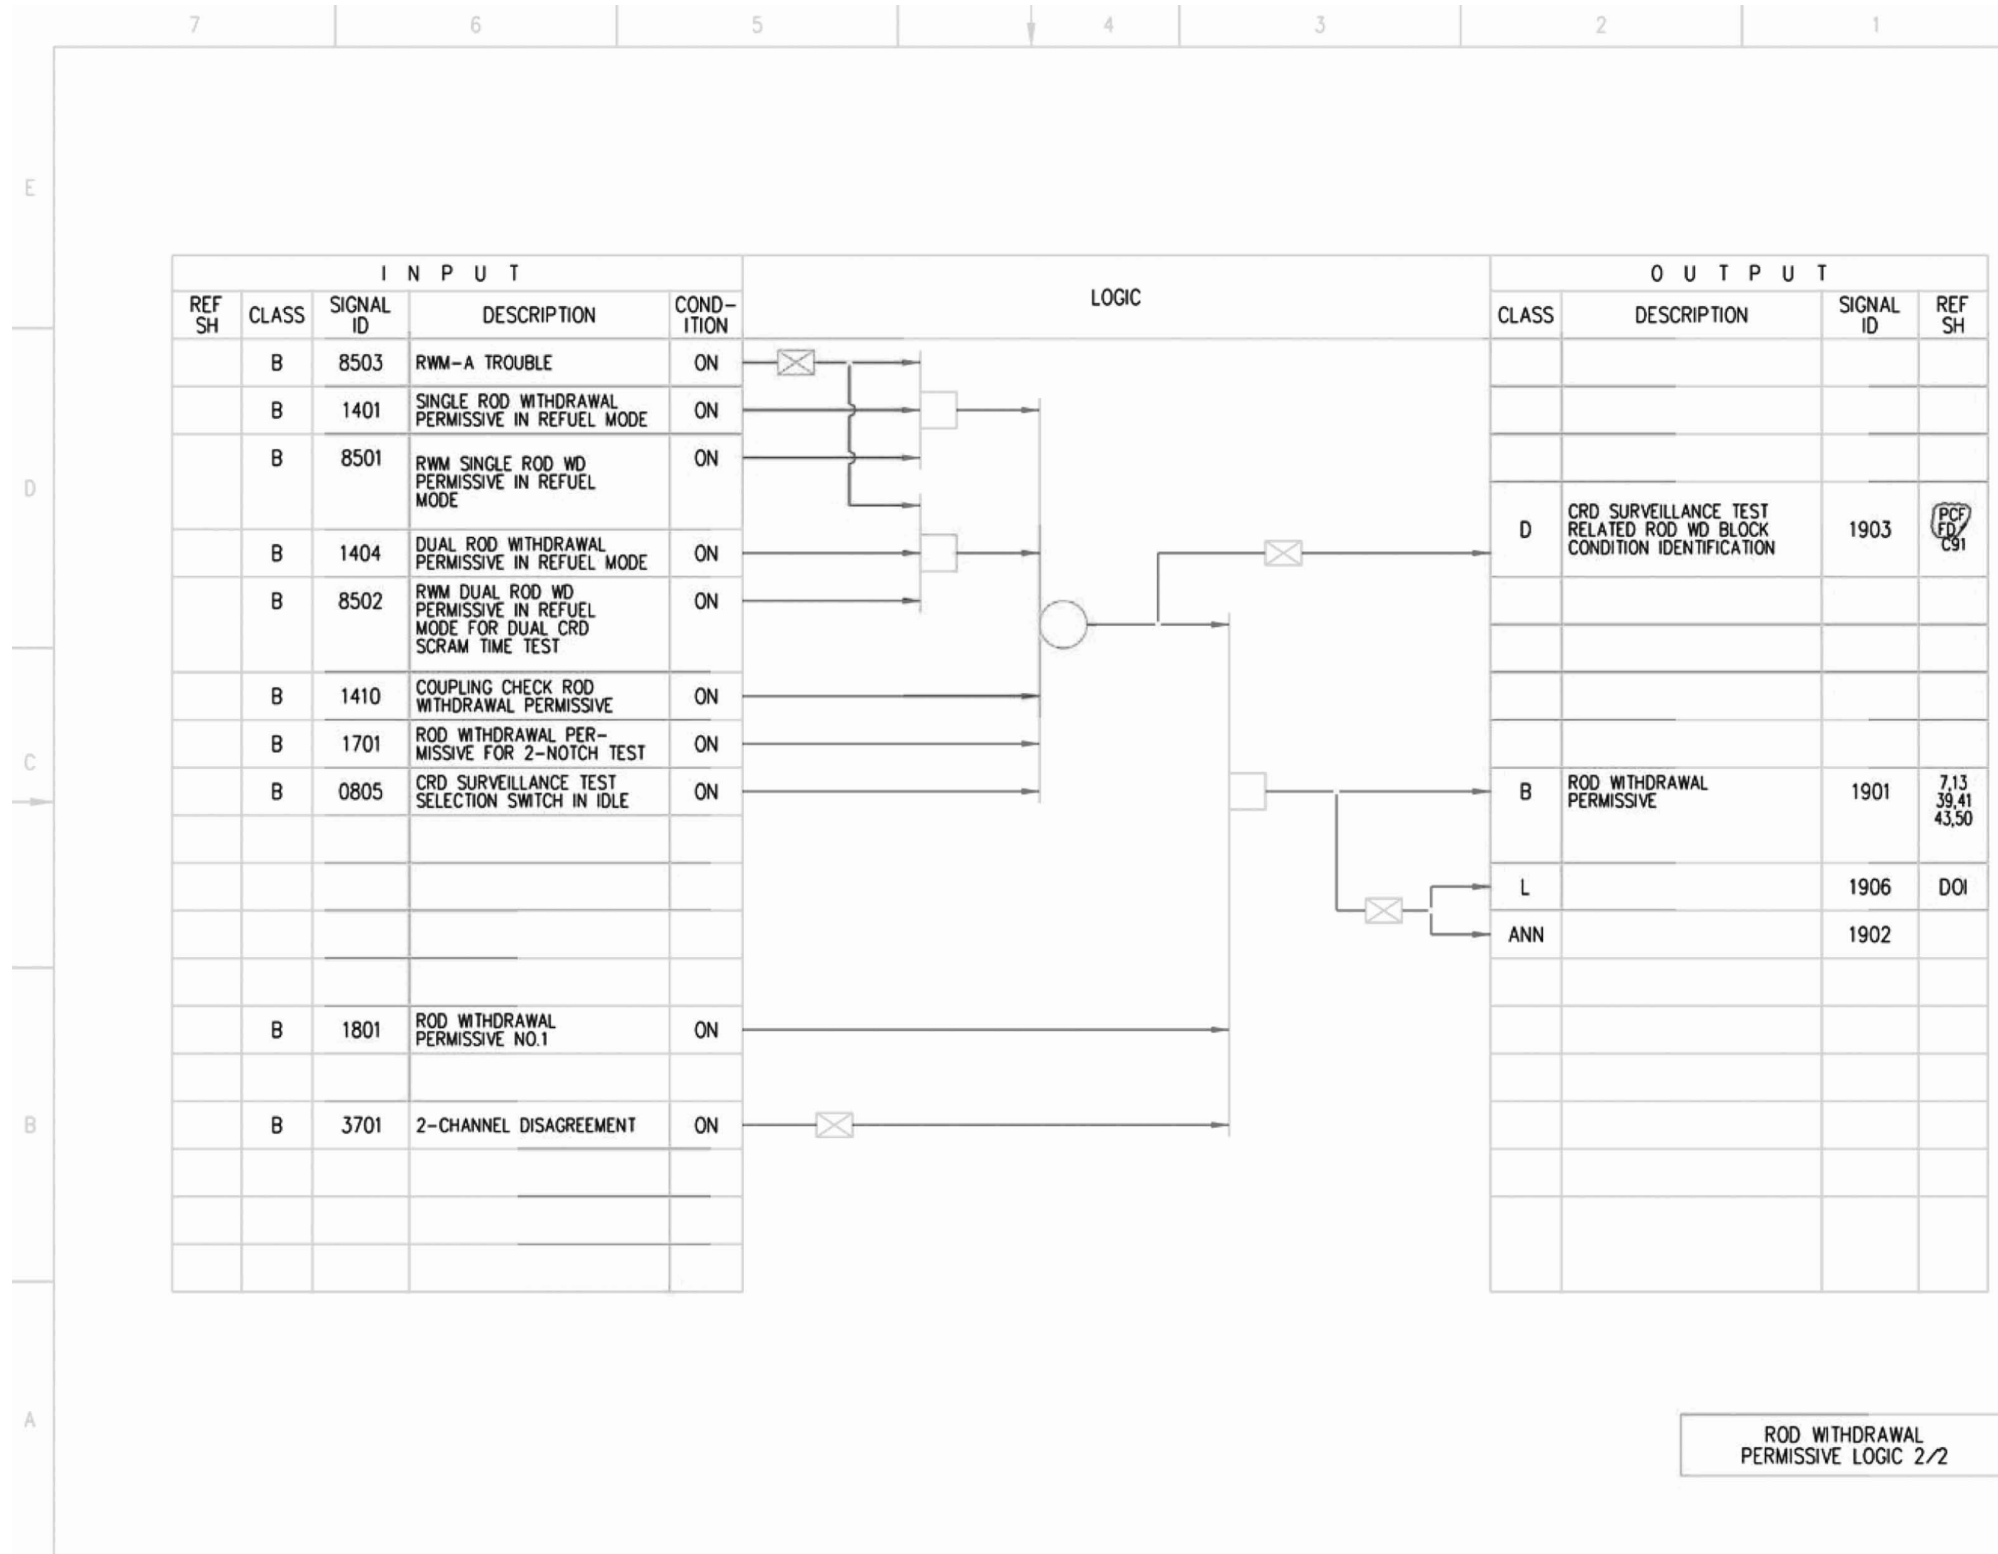 7 6 5 4 3 2 1
E
D
C
B
A
I N P U T
REF
SH
CLASS
SIGNAL
ID
DESCRIPTION
COND-
ITION
LOGIC
O U T P U T
CLASS
DESCRIPTION
SIGNAL
ID
REF
SH
B 8503 RWM-A TROUBLE ON
B 1401 SINGLE ROD WITHDRAWAL
PERMISSIVE IN REFUEL MODE ON
B 8501 RWM SINGLE ROD WD
PERMISSIVE IN REFUEL
MODE ON
B 1404 DUAL ROD WITHDRAWAL
PERMISSIVE IN REFUEL MODE ON
B 8502 RWM DUAL ROD WD
PERMISSIVE IN REFUEL
MODE FOR DUAL CRD
SCRAM TIME TEST ON
B 1410 COUPLING CHECK ROD
WITHDRAWAL PERMISSIVE ON
B 1701 ROD WITHDRAWAL PER-
MISSIVE FOR 2-NOTCH TEST ON
B 0805 CRD SURVEILLANCE TEST
SELECTION SWITCH IN IDLE ON
B 1801 ROD WITHDRAWAL
PERMISSIVE NO.1 ON
B 3701 2-CHANNEL DISAGREEMENT ON
D CRD SURVEILLANCE TEST
RELATED ROD WD BLOCK
CONDITION IDENTIFICATION 1903
PCF
FD/
C91
B ROD WITHDRAWAL
PERMISSIVE 1901
7,13
39,41
43,50
L 1906 DOI
ANN 1902
ROD WITHDRAWAL
PERMISSIVE LOGIC 2/2